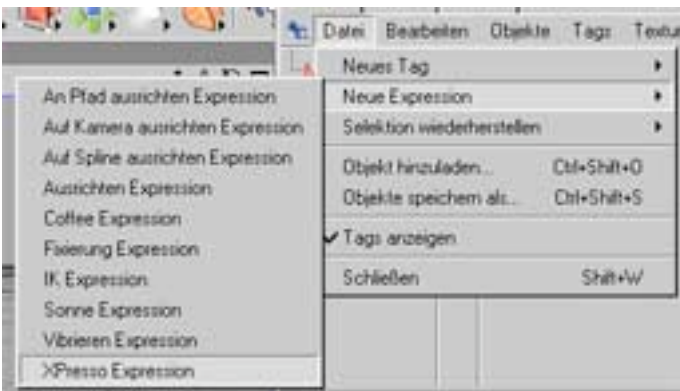 Datei Bearbeiten Objekte Tags Textu
Neues Tag
Neue Expression
Selektion wiederherstellen
Objekt hinzuladen... Ctrl+Shift+O
Objekte speichern als... Ctrl+Shift+S
Tags anzeigen
Schließen Shift+W
An Pfad ausrichten Expression
Auf Kamera ausrichten Expression
Auf Spline ausrichten Expression
Ausrichten Expression
Coffee Expression
Fixierung Expression
IK Expression
Sonne Expression
Vibrieren Expression
XPresso Expression